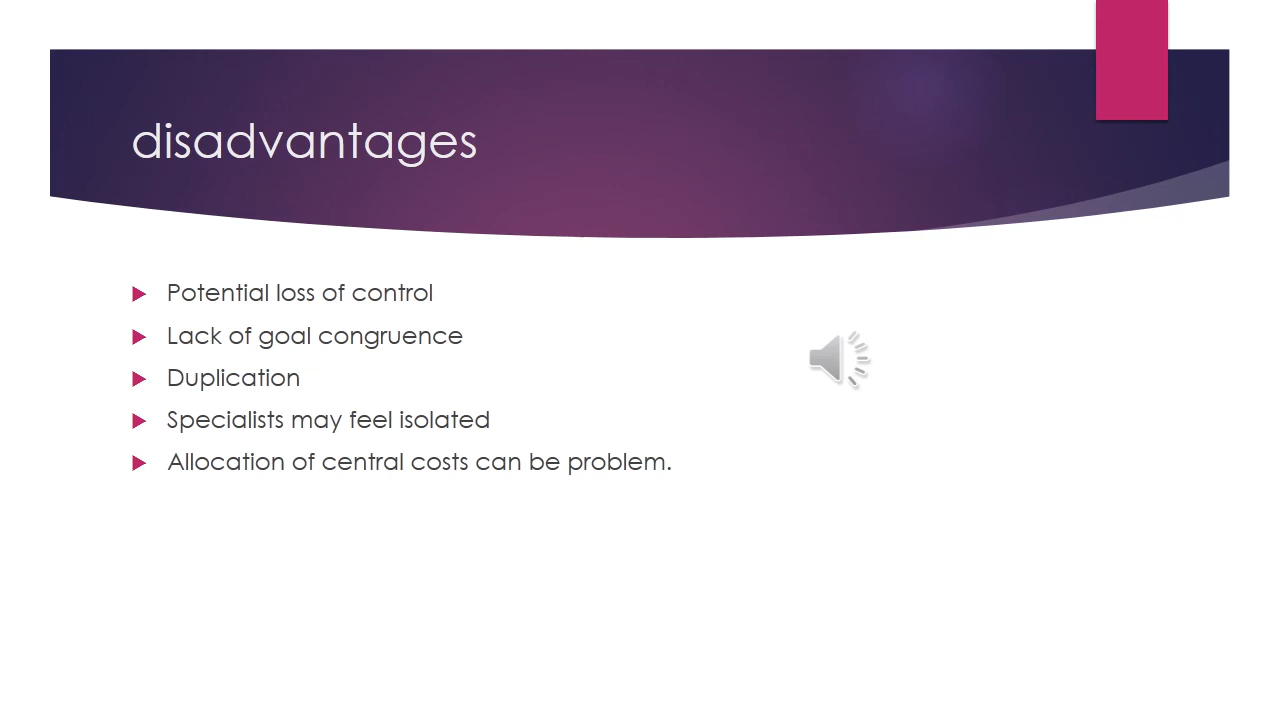 disadvantages
Potential loss of control
Lack of goal congruence
Duplication
Specialists may feel isolated
Allocation of central costs can be problem.